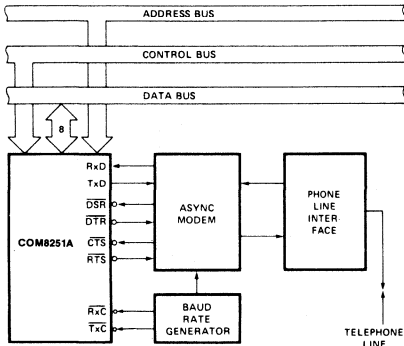 ADDRESS BUS
CONTROL BUS
DATA BUS
8
COM8251A
RxD
TxD
DSR
DTR
CTS
RTS
RxC
TxC
ASYNC
MODEM
PHONE
LINE
INTER-
FACE
BAUD
RATE
GENERATOR
TELEPHONE
LINE